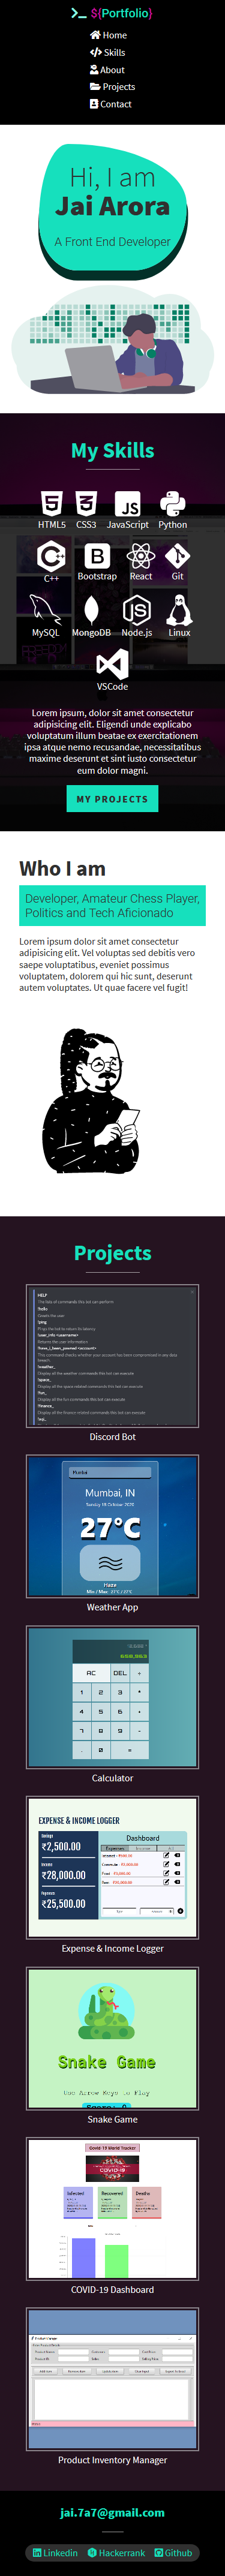 ${Portfolio}
Home
Skills
About
Projects
Contact
Hi, I am
Jai Arora
A Front End Developer
My Skills
HTML5 CSS3 JavaScript Python
C++ Bootstrap React Git
MySQL MongoDB Node.js Linux
VSCode
Lorem ipsum, dolor sit amet consectetur
adipisicing elit. Eligendi unde explicabo
voluptatum illum beatae ex exercitationem
ipsa atque nemo recusandae, necessitatibus
maxime deserunt et sint iusto consectetur
eum dolor magni.
MY PROJECTS
Who I am
Developer, Amateur Chess Player,
Politics and Tech Aficionado
Lorem ipsum dolor sit amet consectetur
adipisicing elit. Vel voluptas sed debitis vero
saepe voluptatibus, eveniet possimus
voluptatem, dolorem qui hic sunt, deserunt
autem voluptates. Ut quae facere vel fugit!
Projects
HELP
Discord Bot
Mumbai
Mumbai, IN
27°C
Haze
Weather App
AC DEL ÷
1 2 3 *
4 5 6 +
7 8 9 -
. 0 =
Calculator
EXPENSE & INCOME LOGGER
Savings
₹2,500.00
Income
₹28,000.00
Expenses
₹25,500.00
Dashboard
Expense & Income Logger
Snake Game
Use Arrow Keys to Play
Snake Game
Covid-19 World Tracker
COVID-19
Infected Recovered Deaths
COVID-19 Dashboard
Product Inventory Manager
jai.7a7@gmail.com
Linkedin Hackerrank Github